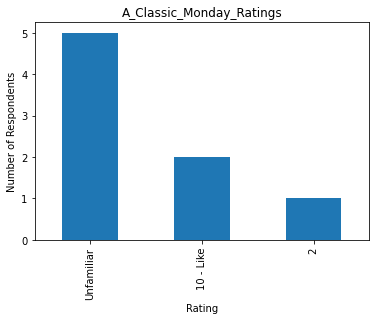 A_Classic_Monday_Ratings
Number of Respondents
5
4
3
2
1
0
Unfamiliar
10 - Like
2
Rating